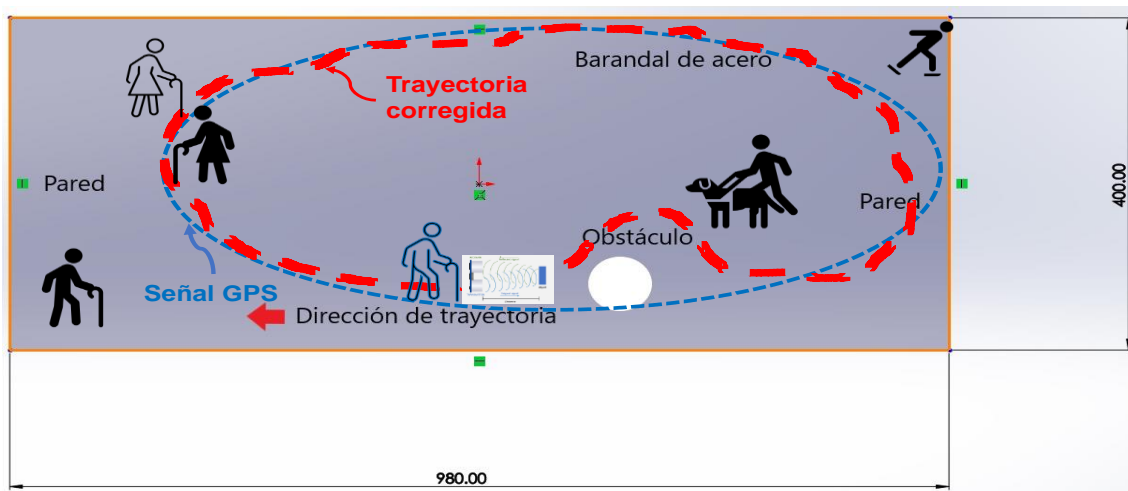 Barandal de acero
Trayectoria
corregida
Pared
Pared
400.00
Obstáculo
Señal GPS
Dirección de trayectoria
980.00